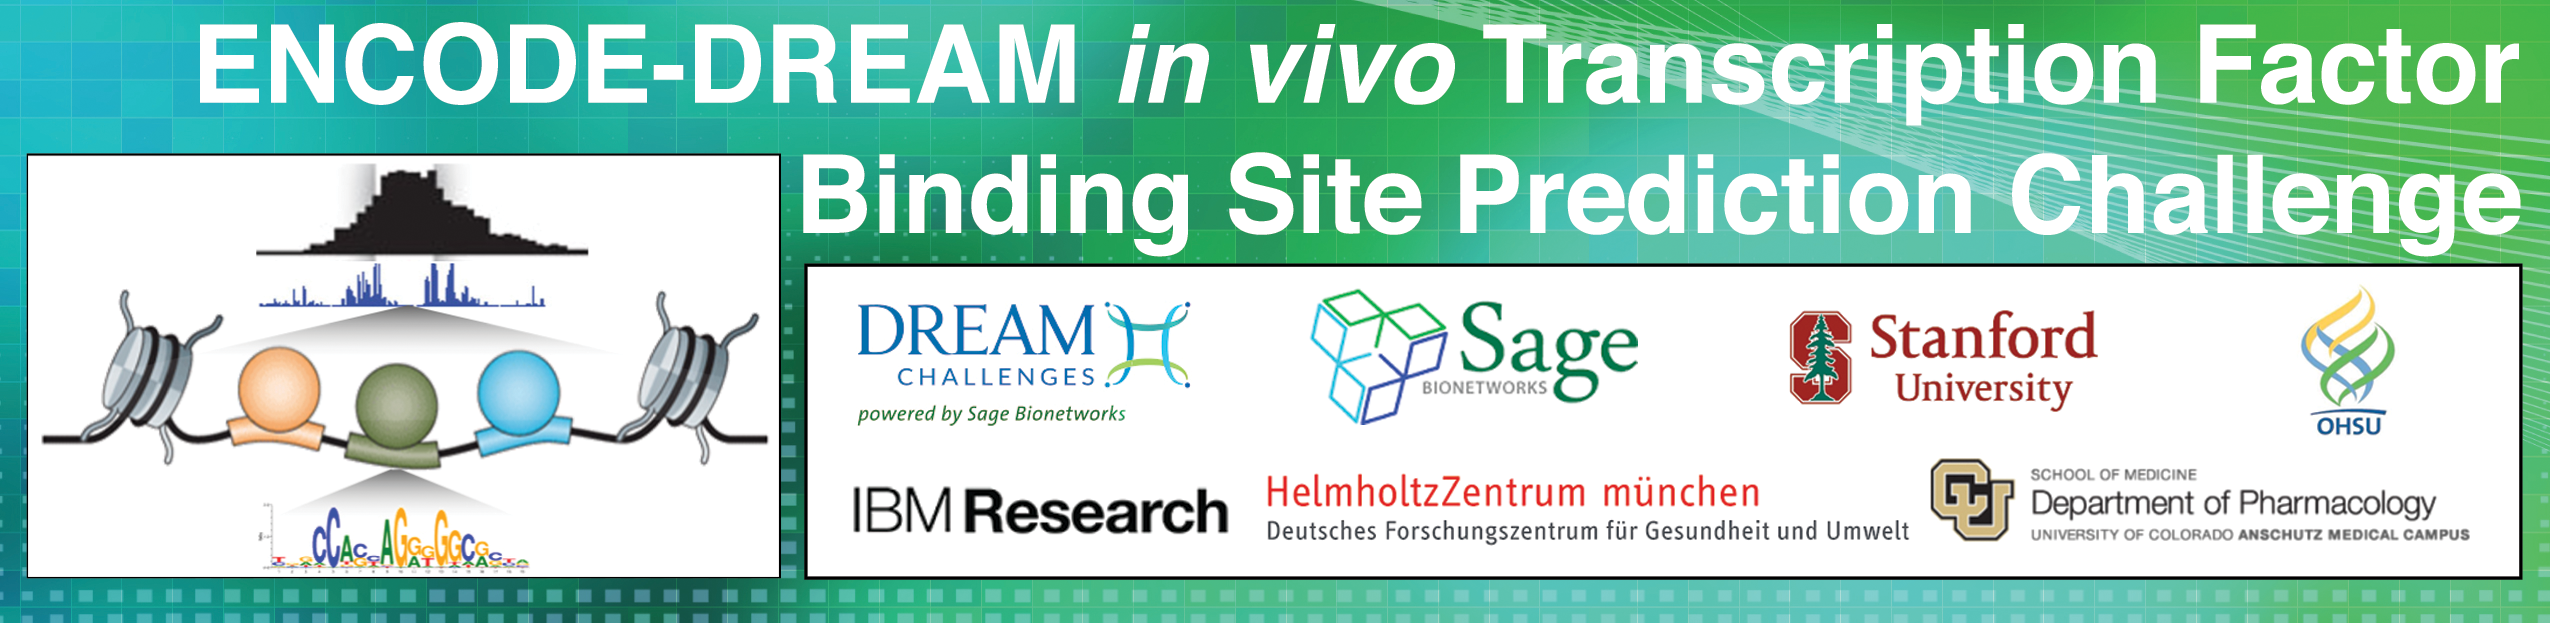 ENCODE-DREAM in vivo Transcription Factor
Binding Site Prediction Challenge
DREAM
CHALLENGES
powered by Sage Bionetworks
Sage
BIONETWORKS
Stanford
University
OHSU
IBM Research
HelmholtzZentrum münchen
Deutsches Forschungszentrum für Gesundheit und Umwelt
CU
SCHOOL OF MEDICINE
Department of Pharmacology
UNIVERSITY OF COLORADO ANSCHUTZ MEDICAL CAMPUS